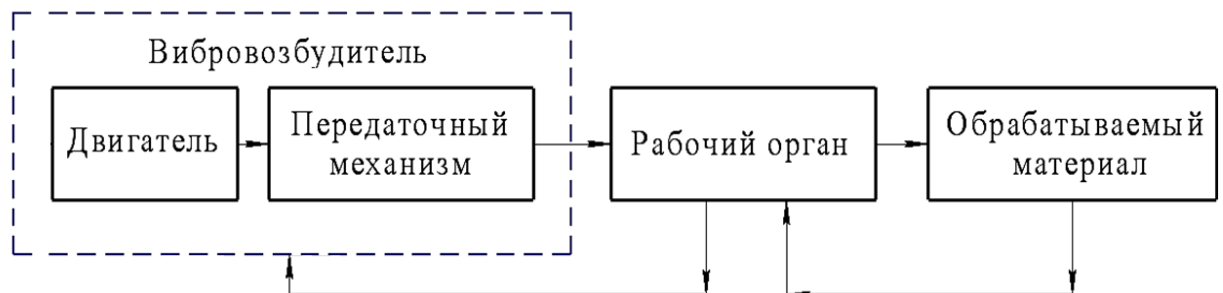 Вибровозбудитель
Двигатель
Передаточный
механизм
Рабочий орган
Обрабатываемый
материал